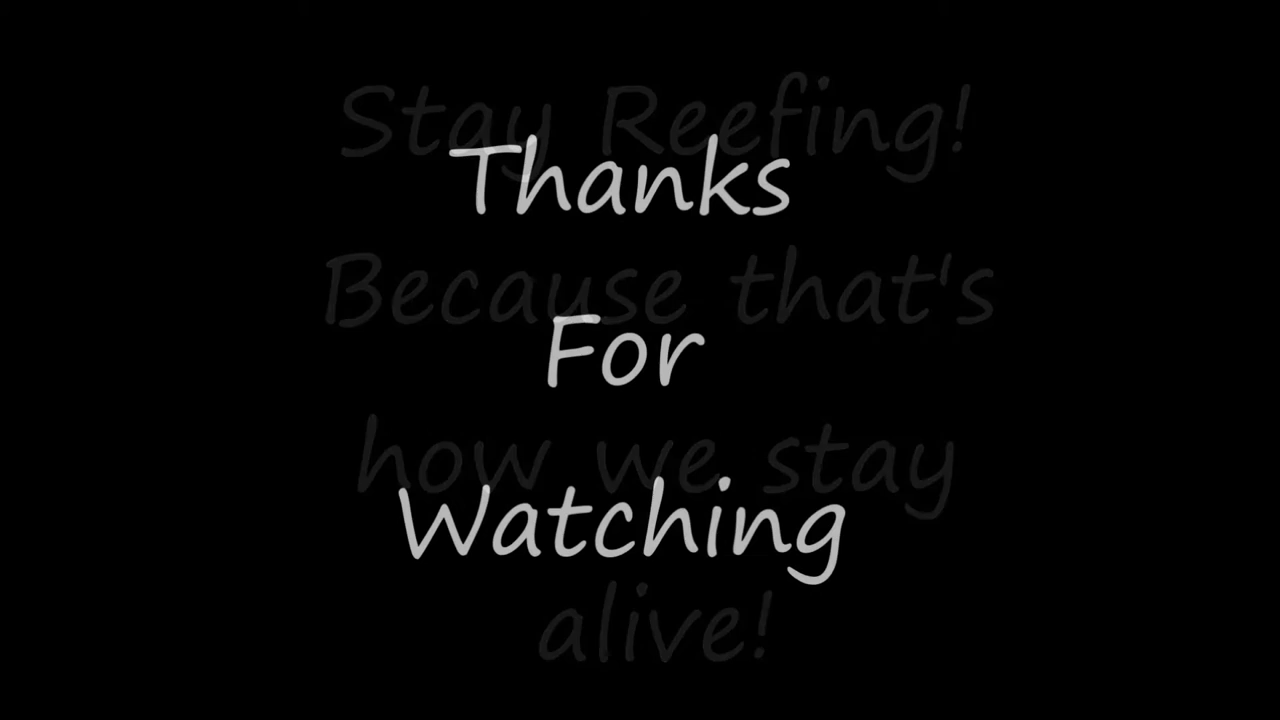 Stay Reefing!
Thanks
Because that's
For
how we stay
Watching
alive!